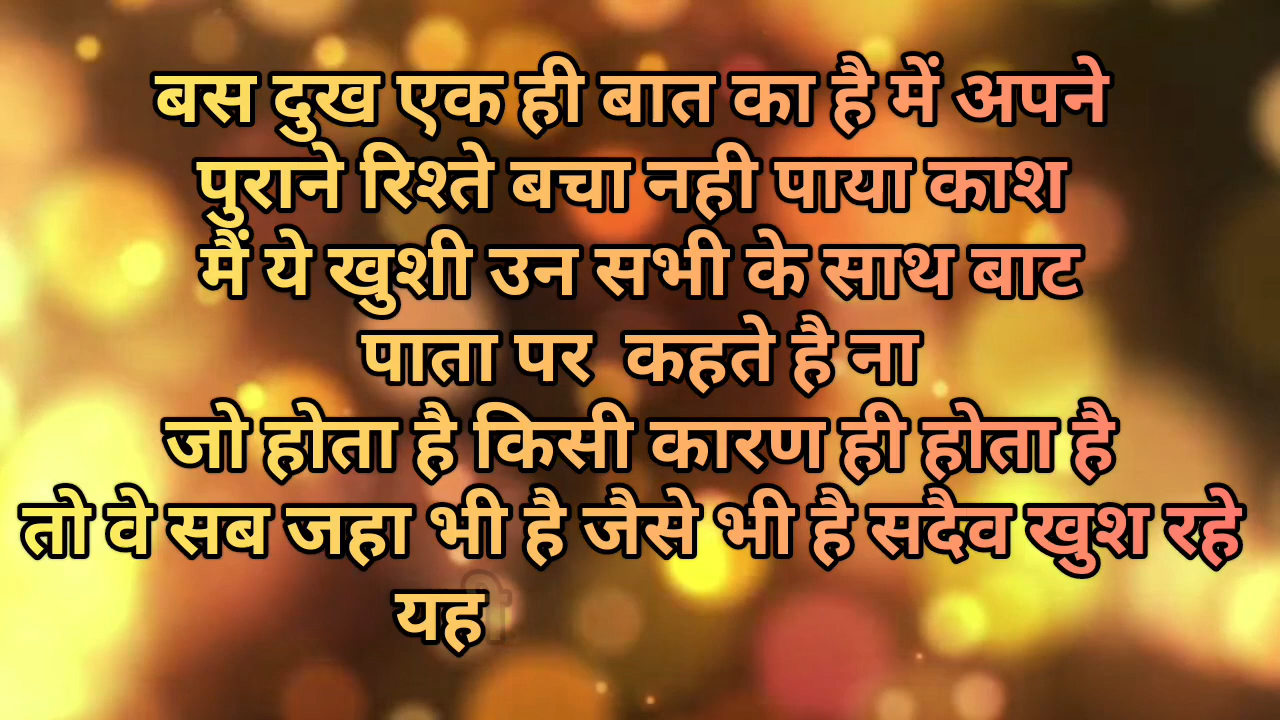 बस दुख एक ही बात का है में अपने
पुराने रिश्ते बचा नही पाया काश
मैं ये खुशी उन सभी के साथ बाट
पाता पर कहते है ना
जो होता है किसी कारण ही होता है
तो वे सब जहा भी है जैसे भी है सदैव खुश रहे
यही